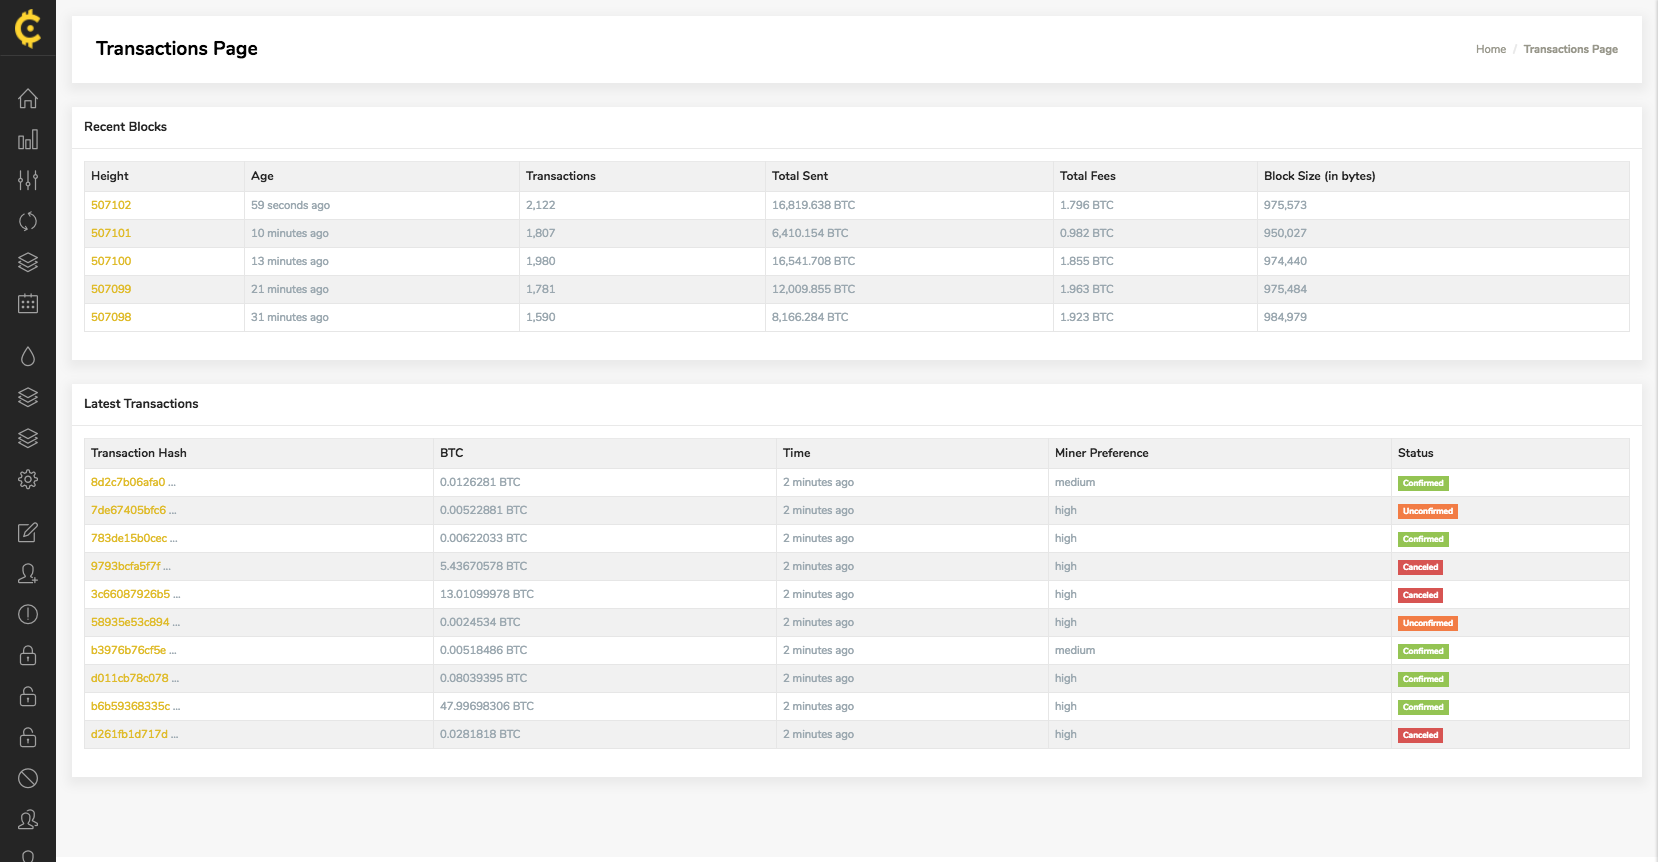 Transactions Page
Home / Transactions Page
Recent Blocks
Height Age Transactions Total Sent Total Fees Block Size (in bytes)
507102 59 seconds ago 2,122 16,819.638 BTC 1.796 BTC 975,573
507101 10 minutes ago 1,807 6,410.154 BTC 0.982 BTC 950,027
507100 13 minutes ago 1,980 16,541.708 BTC 1.855 BTC 974,440
507099 21 minutes ago 1,781 12,009.855 BTC 1.963 BTC 975,484
507098 31 minutes ago 1,590 8,166.284 BTC 1.923 BTC 984,979
Latest Transactions
Transaction Hash BTC Time Miner Preference Status
8d2c7b06afa0 ... 0.0126281 BTC 2 minutes ago medium Confirmed
7de67405bfc6 ... 0.00522881 BTC 2 minutes ago high Unconfirmed
783de15b0cec ... 0.00622033 BTC 2 minutes ago high Confirmed
9793bcfa5f7f ... 5.43670578 BTC 2 minutes ago high Canceled
3c66087926b5 ... 13.01099978 BTC 2 minutes ago high Canceled
58935e53c894 ... 0.0024534 BTC 2 minutes ago high Unconfirmed
b3976b76cf5e ... 0.00518486 BTC 2 minutes ago medium Confirmed
d011cb78c078 ... 0.08039395 BTC 2 minutes ago high Confirmed
b6b59368335c ... 47.99698306 BTC 2 minutes ago high Confirmed
d261fb1d717d ... 0.0281818 BTC 2 minutes ago high Canceled